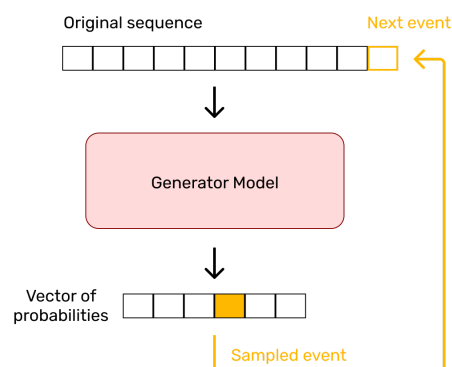 Original sequence
Next event
Generator Model
Vector of
probabilities
Sampled event